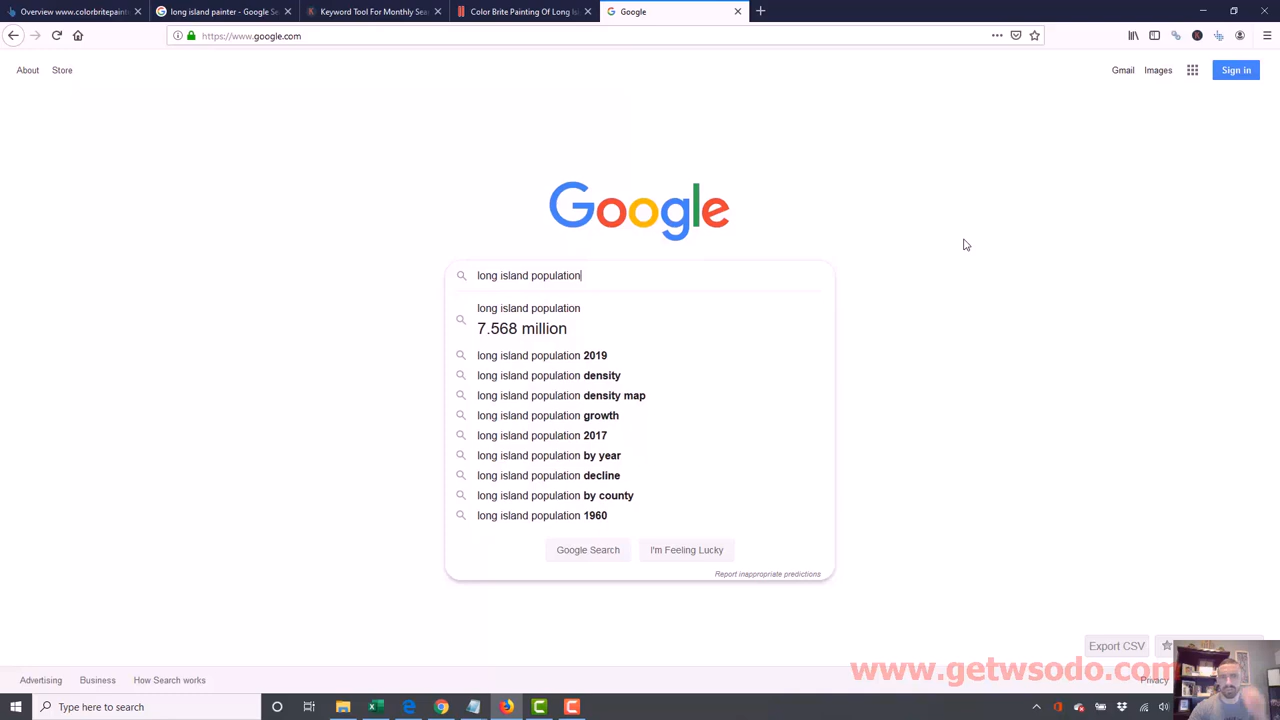 Overview www.colorbritepainti
long island painter - Google Se
Keyword Tool For Monthly Sear
Color Brite Painting Of Long Isl
Google
https://www.google.com
About
Store
Gmail
Images
Sign in
Google
long island population
long island population
7.568 million
long island population 2019
long island population density
long island population density map
long island population growth
long island population 2017
long island population by year
long island population decline
long island population by county
long island population 1960
Google Search
I'm Feeling Lucky
Report inappropriate predictions
Export CSV
www.getwsodo.com
Advertising
Business
How Search works
Privacy
Type here to search